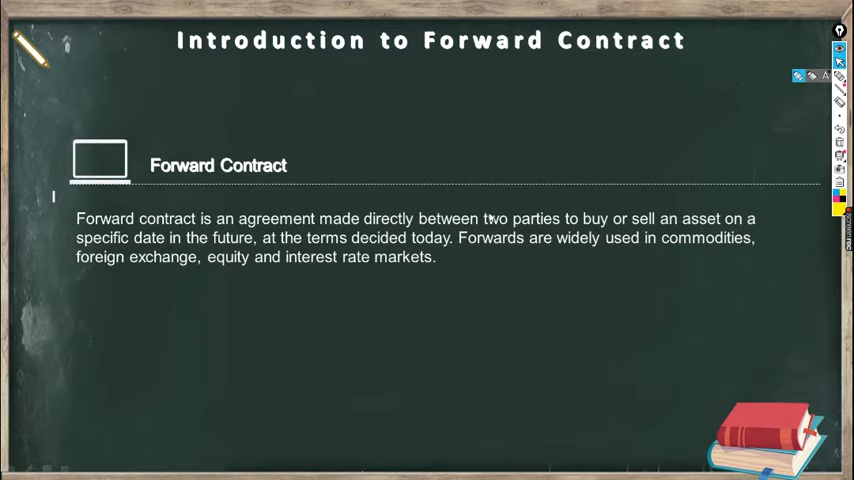 Introduction to Forward Contract
Forward Contract
Forward contract is an agreement made directly between two parties to buy or sell an asset on a
specific date in the future, at the terms decided today. Forwards are widely used in commodities,
foreign exchange, equity and interest rate markets.